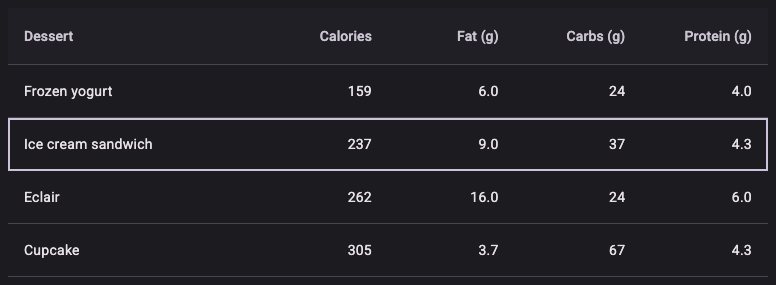 Dessert Calories Fat (g) Carbs (g) Protein (g)
Frozen yogurt 159 6.0 24 4.0
Ice cream sandwich 237 9.0 37 4.3
Eclair 262 16.0 24 6.0
Cupcake 305 3.7 67 4.3